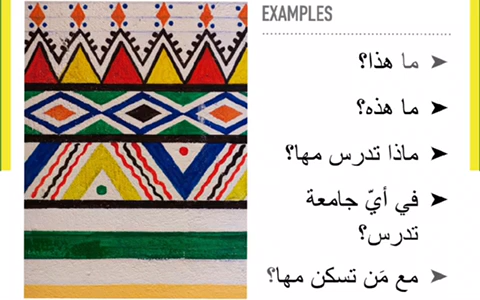 EXAMPLES
ما هذا؟
ما هذه؟
ماذا تدرس مها؟
في أيّ جامعة
تدرس؟
مع مَن تسكن مها؟